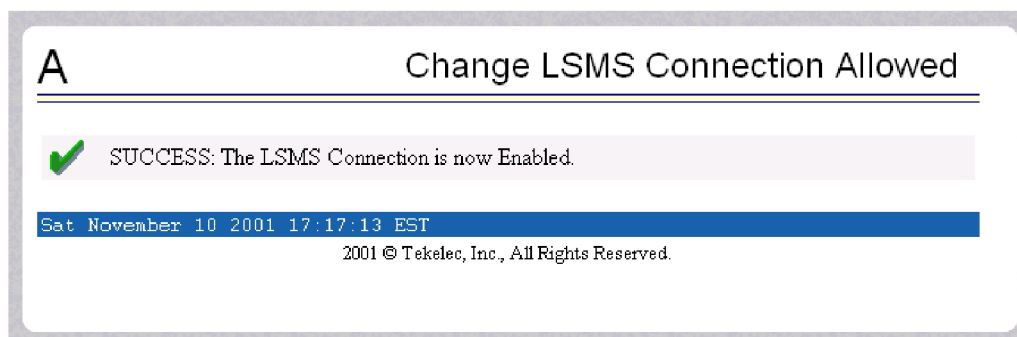 A Change LSMS Connection Allowed
SUCCESS: The LSMS Connection is now Enabled.
Sat November 10 2001 17:17:13 EST
2001 © Tekelec, Inc., All Rights Reserved.